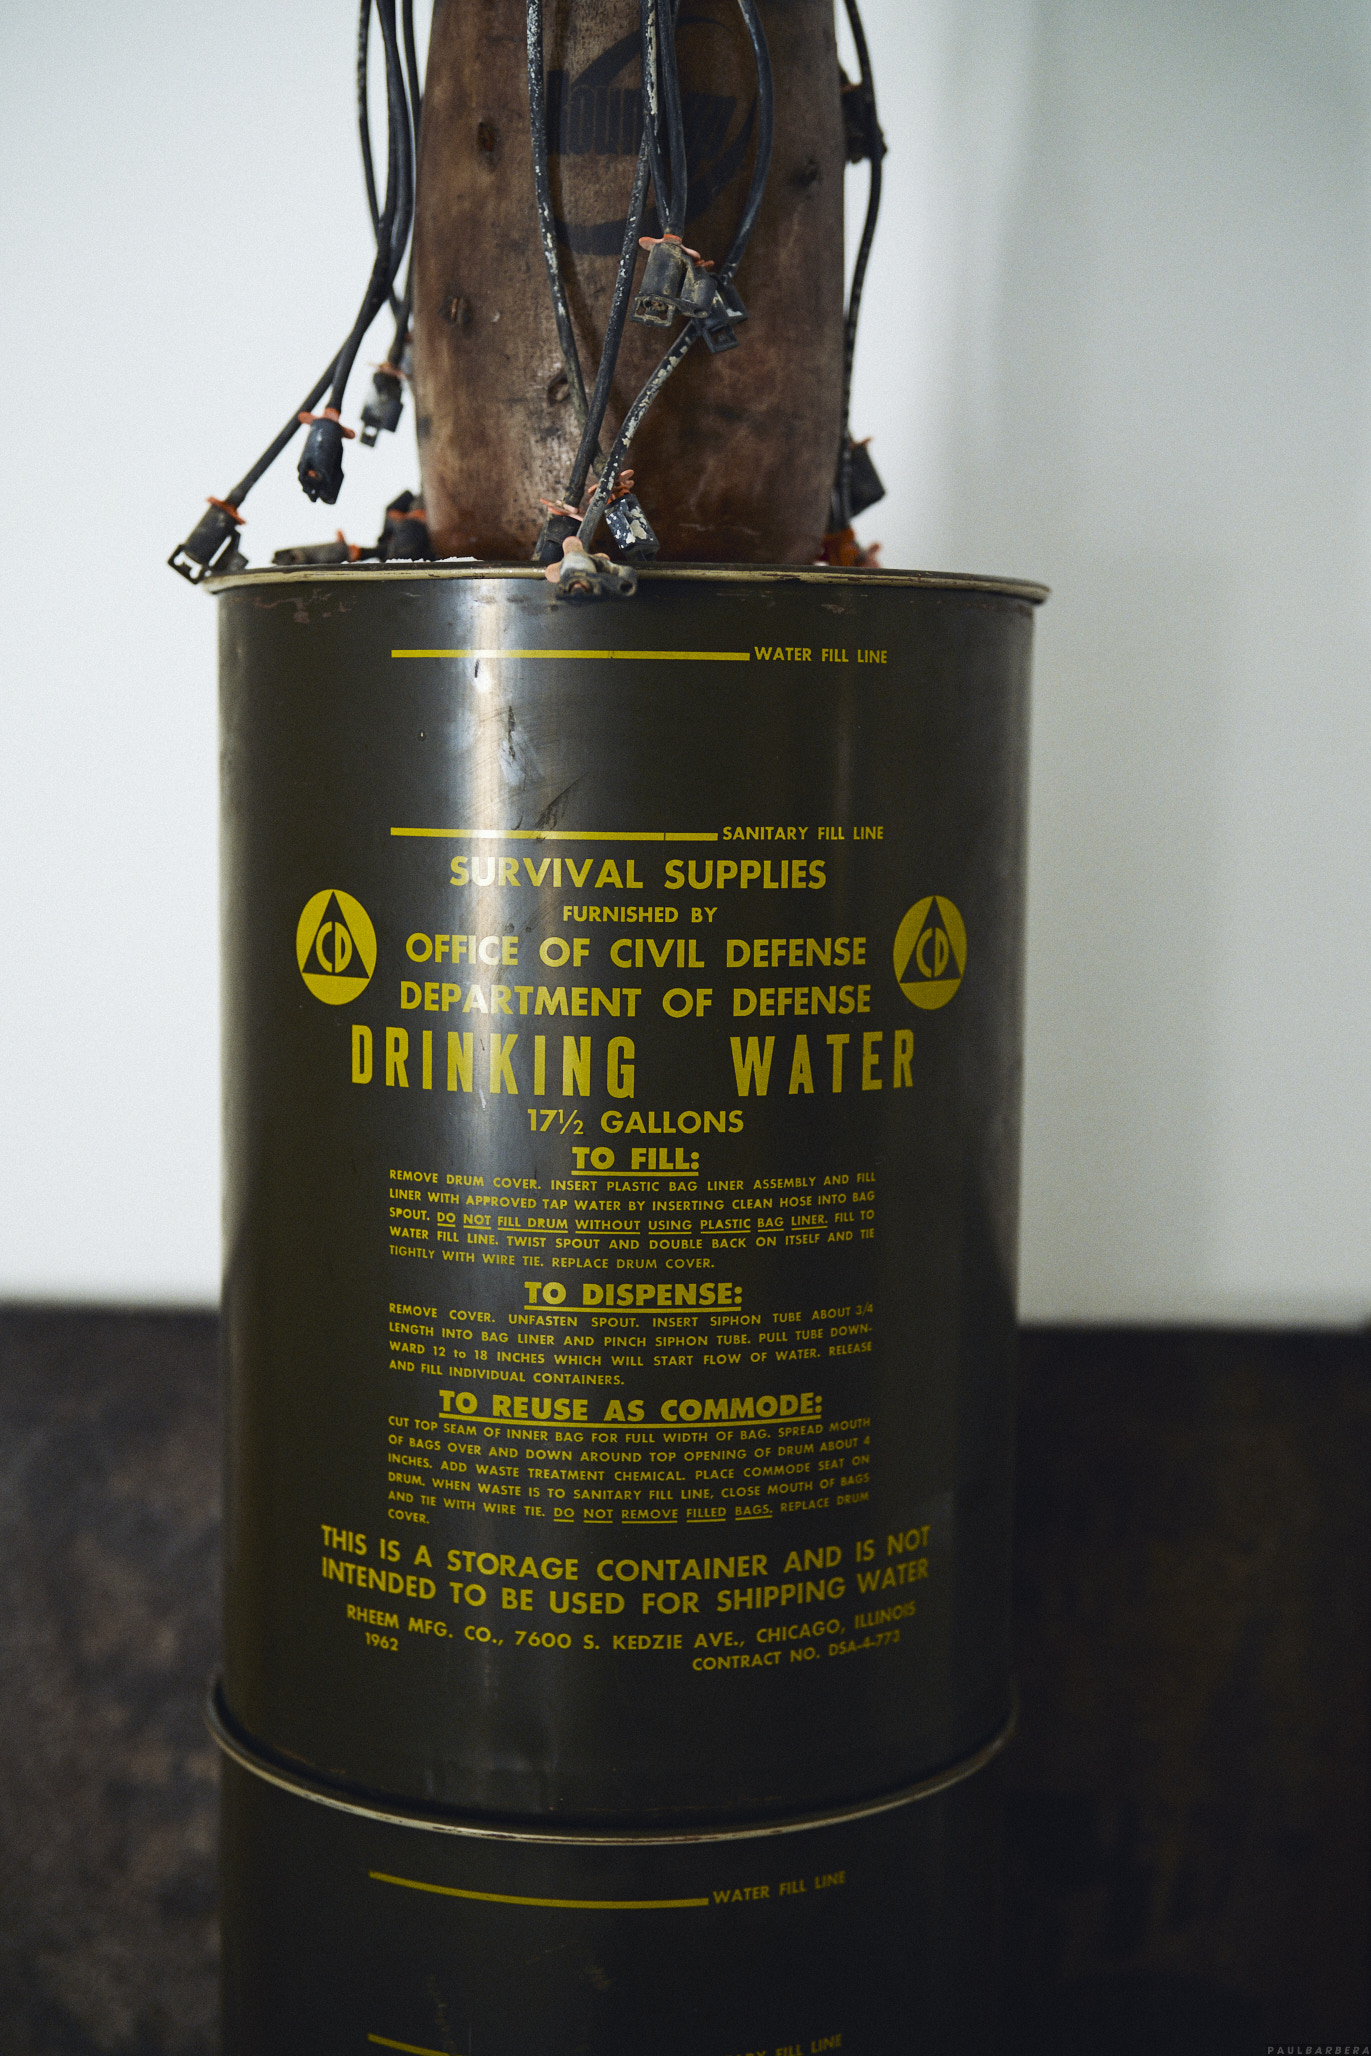 WATER FILL LINE
SANITARY FILL LINE
SURVIVAL SUPPLIES
FURNISHED BY
CD OFFICE OF CIVIL DEFENSE CD
DEPARTMENT OF DEFENSE
DRINKING WATER
17½ GALLONS
TO FILL:
REMOVE DRUM COVER. INSERT PLASTIC BAG LINER ASSEMBLY AND FILL
LINER WITH APPROVED TAP WATER BY INSERTING CLEAN HOSE INTO BAG
SPOUT. DO NOT FILL DRUM WITHOUT USING PLASTIC BAG LINER. FILL TO
WATER FILL LINE. TWIST SPOUT AND DOUBLE BACK ON ITSELF AND TIE
TIGHTLY WITH WIRE TIE. REPLACE DRUM COVER.
TO DISPENSE:
REMOVE COVER. UNFASTEN SPOUT. INSERT SIPHON TUBE ABOUT 3/4
LENGTH INTO BAG LINER AND PINCH SIPHON TUBE. PULL TUBE DOWN-
WARD 12 to 18 INCHES WHICH WILL START FLOW OF WATER. RELEASE
AND FILL INDIVIDUAL CONTAINERS.
TO REUSE AS COMMODE:
CUT TOP SEAM OF INNER BAG FOR FULL WIDTH OF BAG. SPREAD MOUTH
OF BAGS OVER AND DOWN AROUND TOP OPENING OF DRUM ABOUT 4
INCHES. ADD WASTE TREATMENT CHEMICAL. PLACE COMMODE SEAT ON
DRUM. WHEN WASTE IS TO SANITARY FILL LINE, CLOSE MOUTH OF BAGS
AND TIE WITH WIRE TIE. DO NOT REMOVE FILLED BAGS. REPLACE DRUM
COVER.
THIS IS A STORAGE CONTAINER AND IS NOT
INTENDED TO BE USED FOR SHIPPING WATER
RHEEM MFG. CO., 7600 S. KEDZIE AVE., CHICAGO, ILLINOIS
1962 CONTRACT NO. DSA-4-773
WATER FILL LINE
FILL LINE
PAULBARBERA